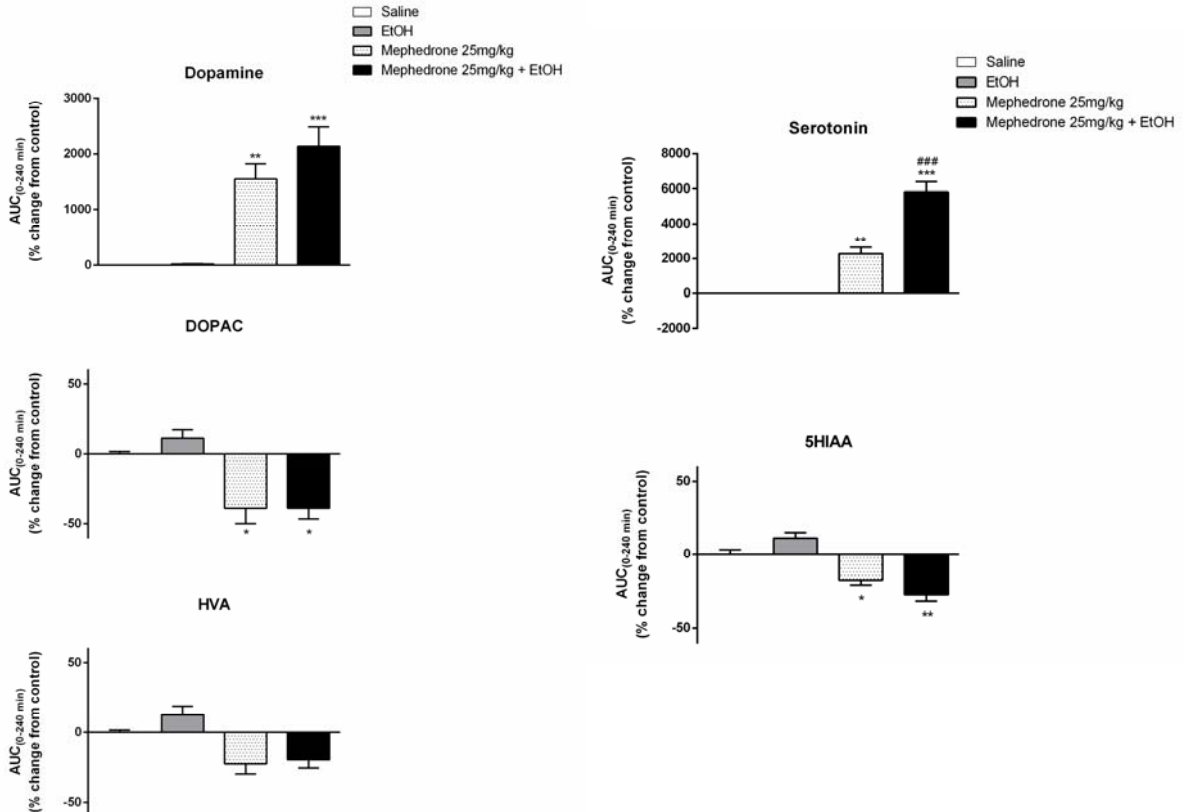 Saline
EtOH
Mephedrone 25mg/kg
Mephedrone 25mg/kg + EtOH
Dopamine
AUC(0-240 min)
(% change from control)
3000
2000
1000
0
**
***
DOPAC
AUC(0-240 min)
(% change from control)
50
0
-50
*
*
HVA
AUC(0-240 min)
(% change from control)
50
0
-50
Saline
EtOH
Mephedrone 25mg/kg
Mephedrone 25mg/kg + EtOH
Serotonin
AUC(0-240 min)
(% change from control)
8000
6000
4000
2000
0
-2000
**
###
***
5HIAA
AUC(0-240 min)
(% change from control)
50
0
-50
*
**